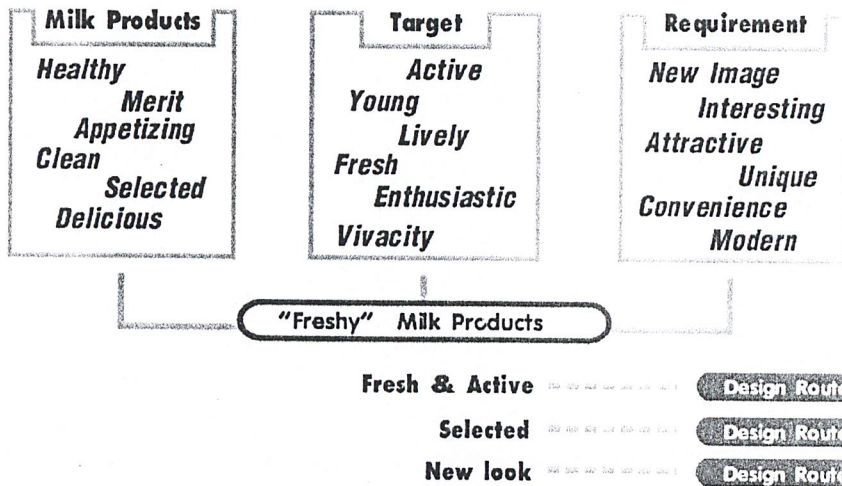 Milk Products
Healthy
Merit
Appetizing
Clean
Selected
Delicious
Target
Active
Young
Lively
Fresh
Enthusiastic
Vivacity
Requirement
New Image
Interesting
Attractive
Unique
Convenience
Modern
"Freshy" Milk Products
Fresh & Active Design Route
Selected Design Route
New look Design Route